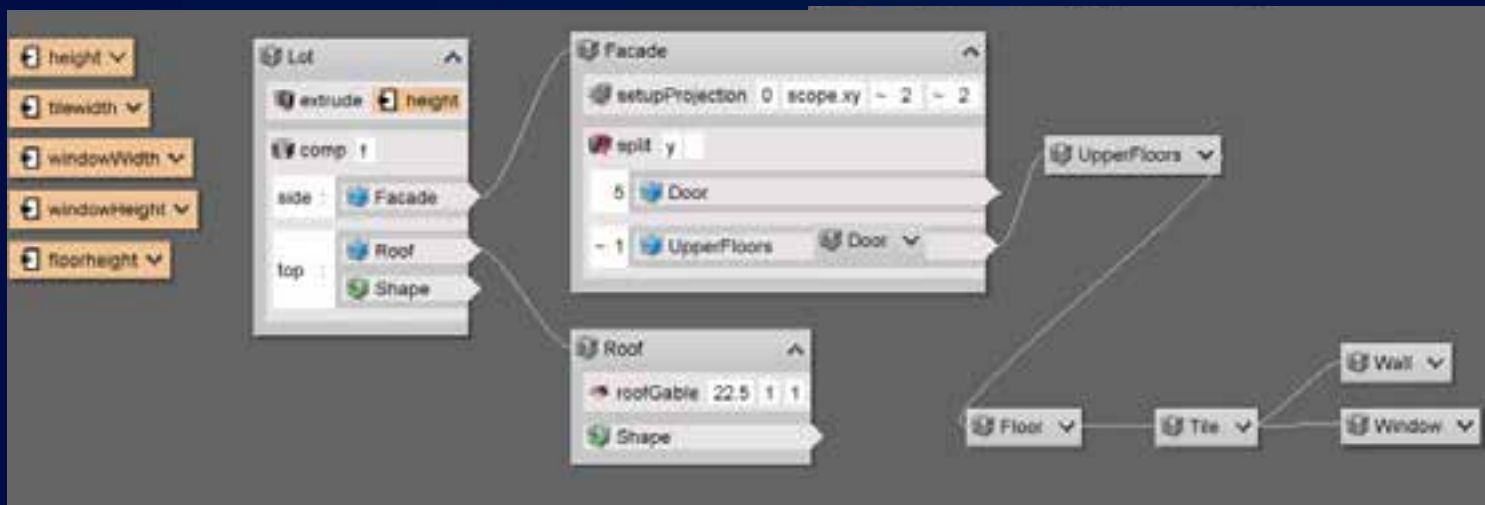 height
tilewidth
windowWidth
windowHeight
floorheight
Lot
extrude height
comp f
side : Facade
top : Roof
Shape
Facade
setupProjection 0 scope.xy ~ 2 ~ 2
split y
5 Door
~ 1 UpperFloors
Door
Roof
roofGable 22.5 1 1
Shape
UpperFloors
Floor
Tile
Wall
Window